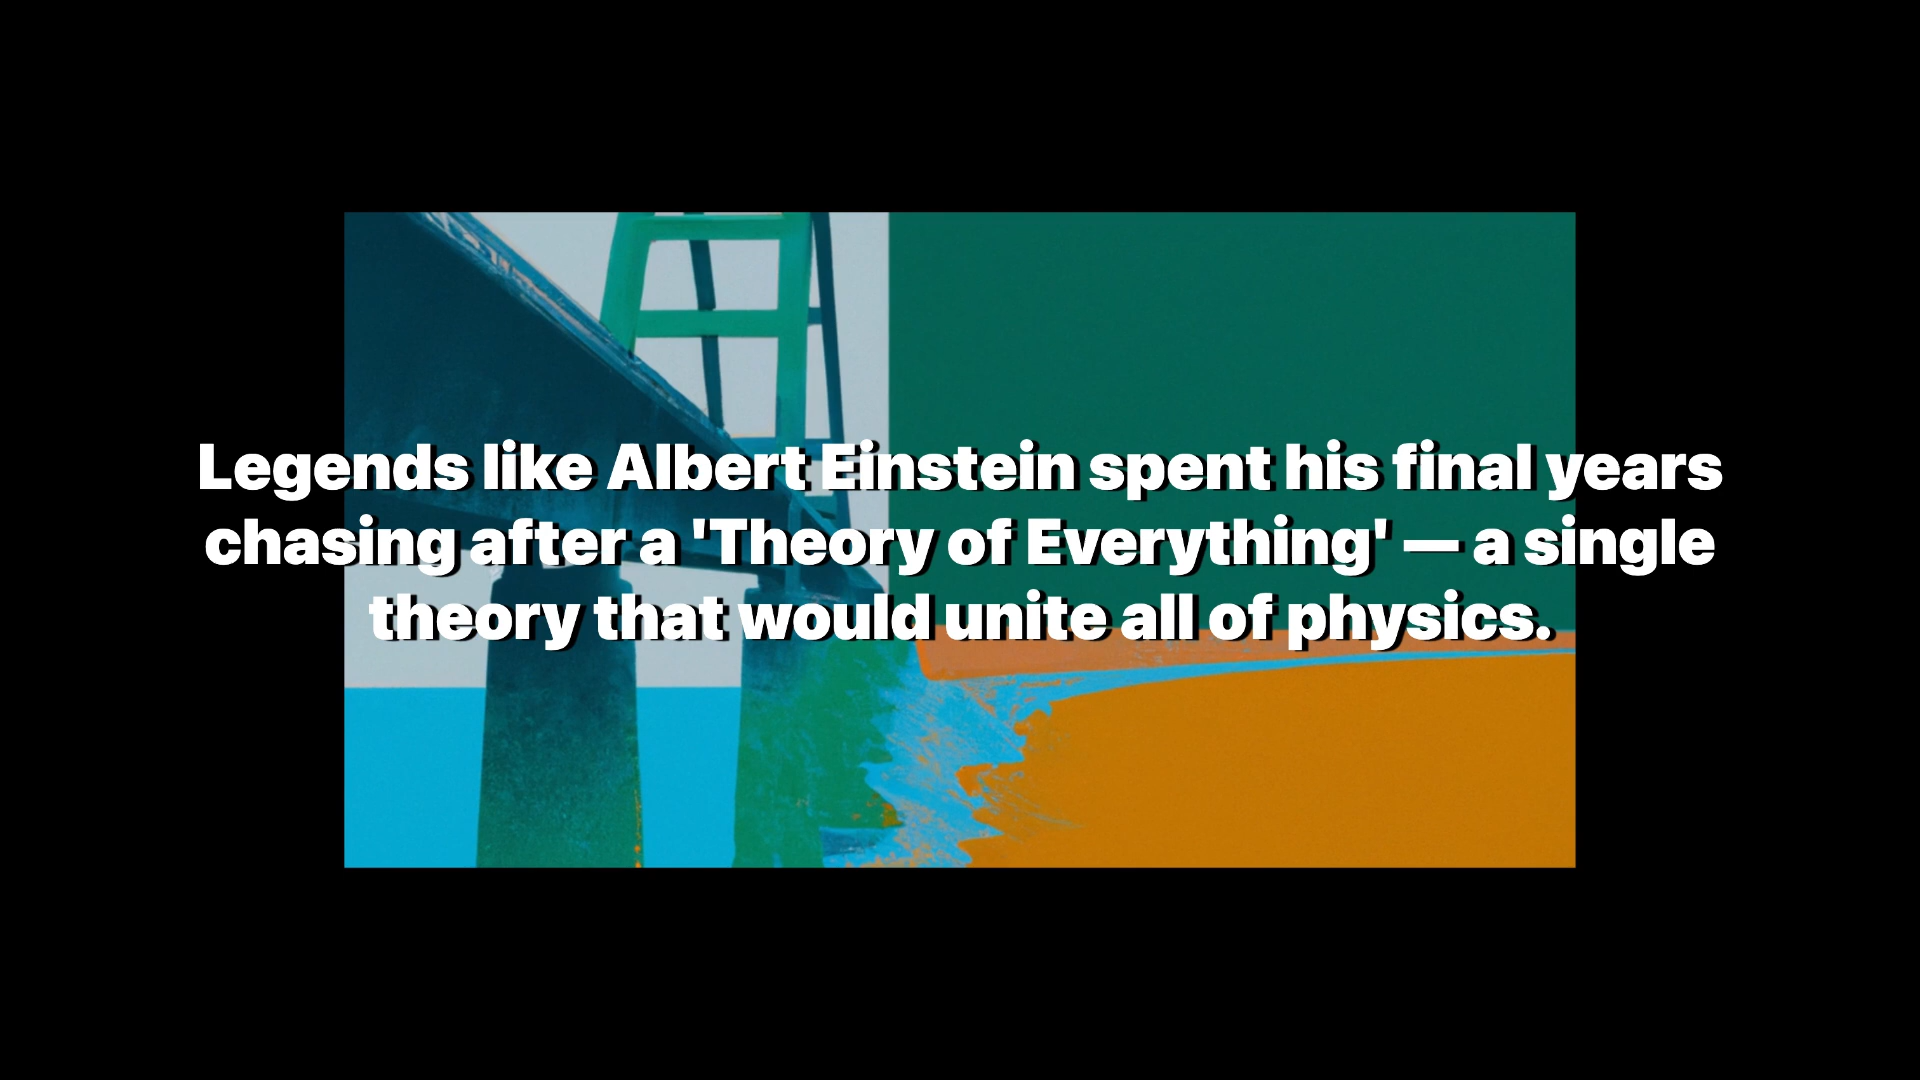 Legends like Albert Einstein spent his final years
chasing after a 'Theory of Everything' — a single
theory that would unite all of physics.